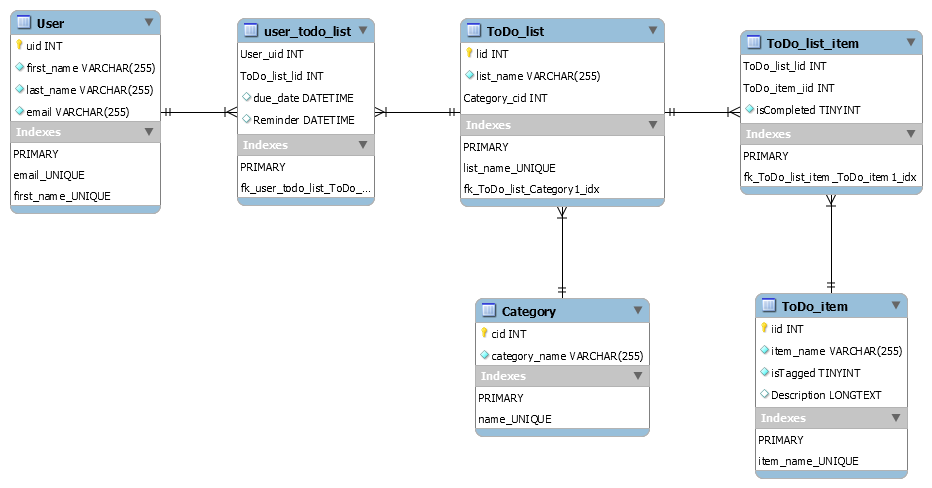 User
uid INT
first_name VARCHAR(255)
last_name VARCHAR(255)
email VARCHAR(255)
Indexes
PRIMARY
email_UNIQUE
first_name_UNIQUE
user_todo_list
User_uid INT
ToDo_list_lid INT
due_date DATETIME
Reminder DATETIME
Indexes
PRIMARY
fk_user_todo_list_ToDo_...
ToDo_list
lid INT
list_name VARCHAR(255)
Category_cid INT
Indexes
PRIMARY
list_name_UNIQUE
fk_ToDo_list_Category1_idx
ToDo_list_item
ToDo_list_lid INT
ToDo_item_iid INT
isCompleted TINYINT
Indexes
PRIMARY
fk_ToDo_list_item _ToDo_item1_idx
Category
cid INT
category_name VARCHAR(255)
Indexes
PRIMARY
name_UNIQUE
ToDo_item
iid INT
item_name VARCHAR(255)
isTagged TINYINT
Description LONGTEXT
Indexes
PRIMARY
item_name_UNIQUE